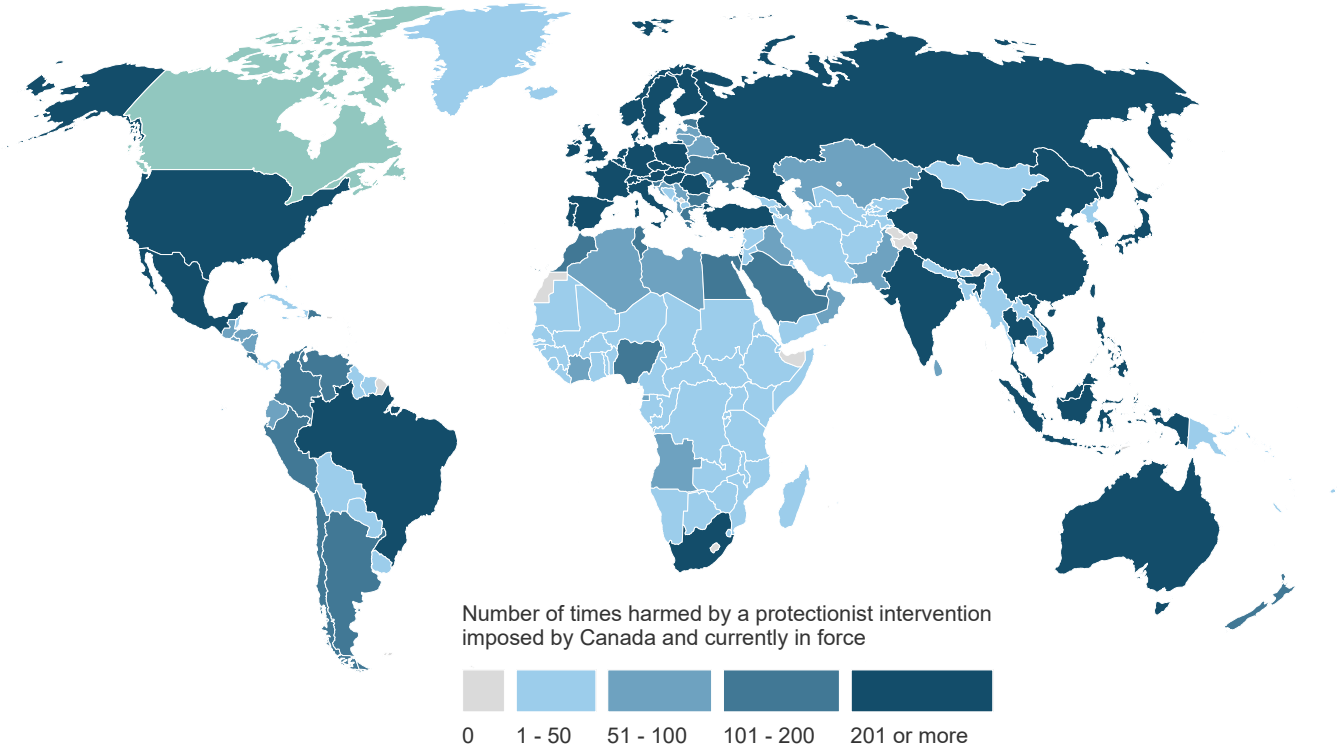 Number of times harmed by a protectionist intervention
imposed by Canada and currently in force
0 1 - 50 51 - 100 101 - 200 201 or more